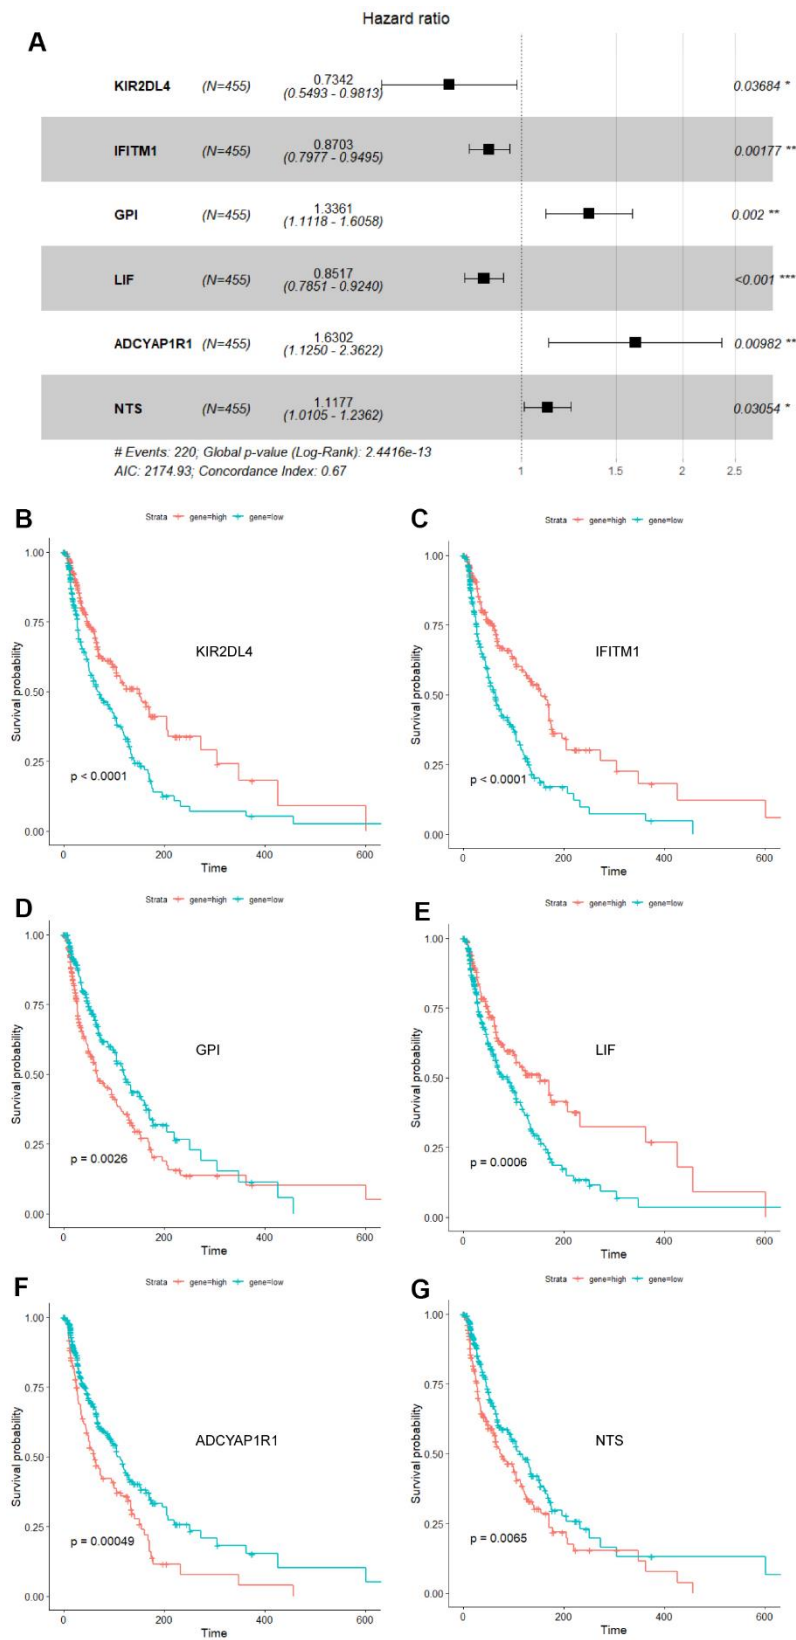 Hazard ratio
A
KIR2DL4 (N=455) 0.7342 (0.5493 - 0.9813) 0.03684 *
IFITM1 (N=455) 0.8703 (0.7977 - 0.9495) 0.00177 **
GPI (N=455) 1.3361 (1.1118 - 1.6058) 0.002 **
LIF (N=455) 0.8517 (0.7851 - 0.9240) <0.001 ***
ADCYAP1R1 (N=455) 1.6302 (1.1250 - 2.3622) 0.00982 **
NTS (N=455) 1.1177 (1.0105 - 1.2362) 0.03054 *
# Events: 220; Global p-value (Log-Rank): 2.4416e-13
AIC: 2174.93; Concordance Index: 0.67
1 1.5 2 2.5
B
Strata gene=high gene=low
Survival probability
1.00
0.75
0.50
0.25
0.00
KIR2DL4
p < 0.0001
0 200 400 600
Time
C
Strata gene=high gene=low
Survival probability
1.00
0.75
0.50
0.25
0.00
IFITM1
p < 0.0001
0 200 400 600
Time
D
Strata gene=high gene=low
Survival probability
1.00
0.75
0.50
0.25
0.00
GPI
p = 0.0026
0 200 400 600
Time
E
Strata gene=high gene=low
Survival probability
1.00
0.75
0.50
0.25
0.00
LIF
p = 0.0006
0 200 400 600
Time
F
Strata gene=high gene=low
Survival probability
1.00
0.75
0.50
0.25
0.00
ADCYAP1R1
p = 0.00049
0 200 400 600
Time
G
Strata gene=high gene=low
Survival probability
1.00
0.75
0.50
0.25
0.00
NTS
p = 0.0065
0 200 400 600
Time